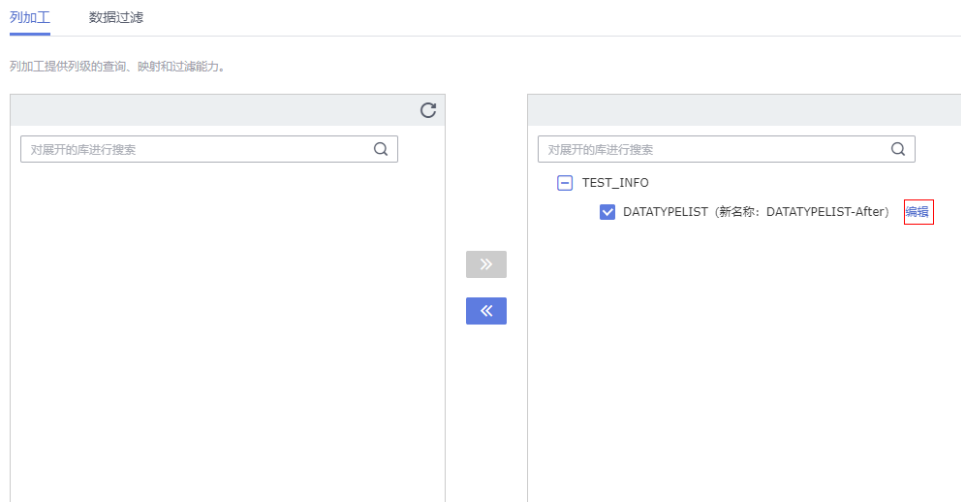 列加工 数据过滤
列加工提供列级的查询、映射和过滤能力。
对展开的库进行搜索
对展开的库进行搜索
TEST_INFO
DATATYPELIST（新名称：DATATYPELIST-After） 编辑